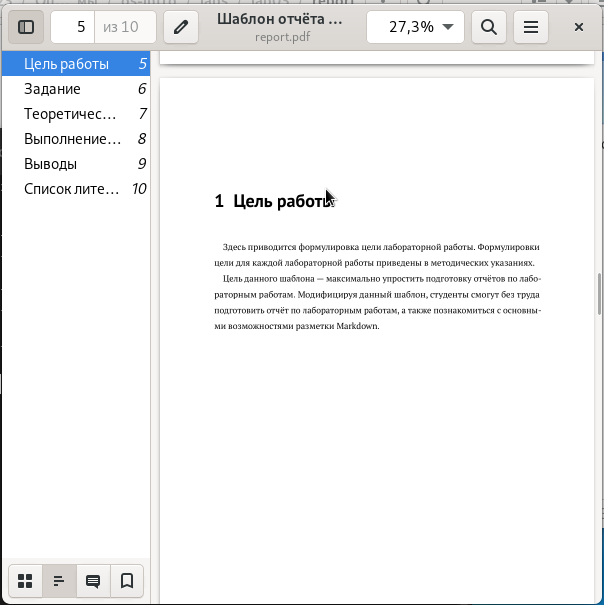 5 из 10
Шаблон отчёта ...
report.pdf
27,3%
Цель работы 5
Задание 6
Теоретичес... 7
Выполнение... 8
Выводы 9
Список лите... 10
1 Цель работы
Здесь приводится формулировка цели лабораторной работы. Формулировки
цели для каждой лабораторной работы приведены в методических указаниях.
Цель данного шаблона — максимально упростить подготовку отчётов по лабо-
раторным работам. Модифицируя данный шаблон, студенты смогут без труда
подготовить отчёт по лабораторным работам, а также познакомиться с основны-
ми возможностями разметки Markdown.